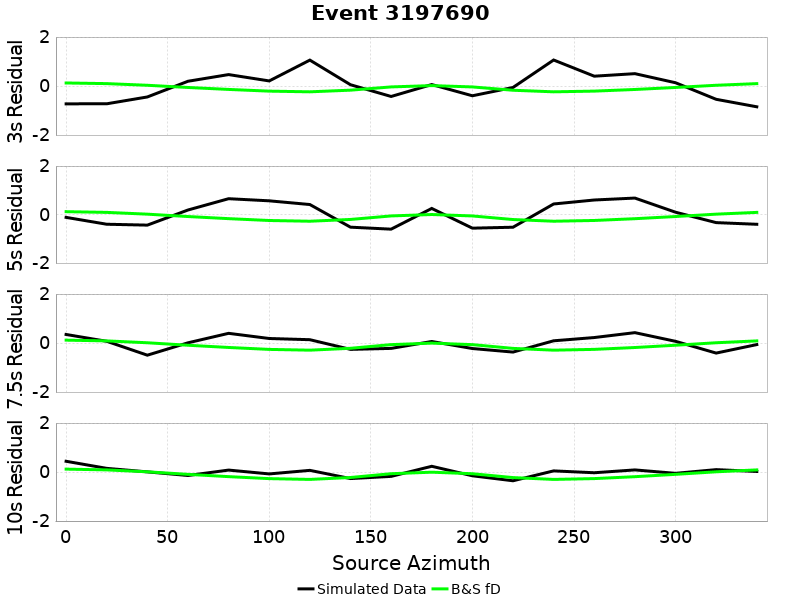 Event 3197690
3s Residual
2
0
-2
5s Residual
2
0
-2
7.5s Residual
2
0
-2
10s Residual
2
0
-2
0 50 100 150 200 250 300
Source Azimuth
Simulated Data B&S fD